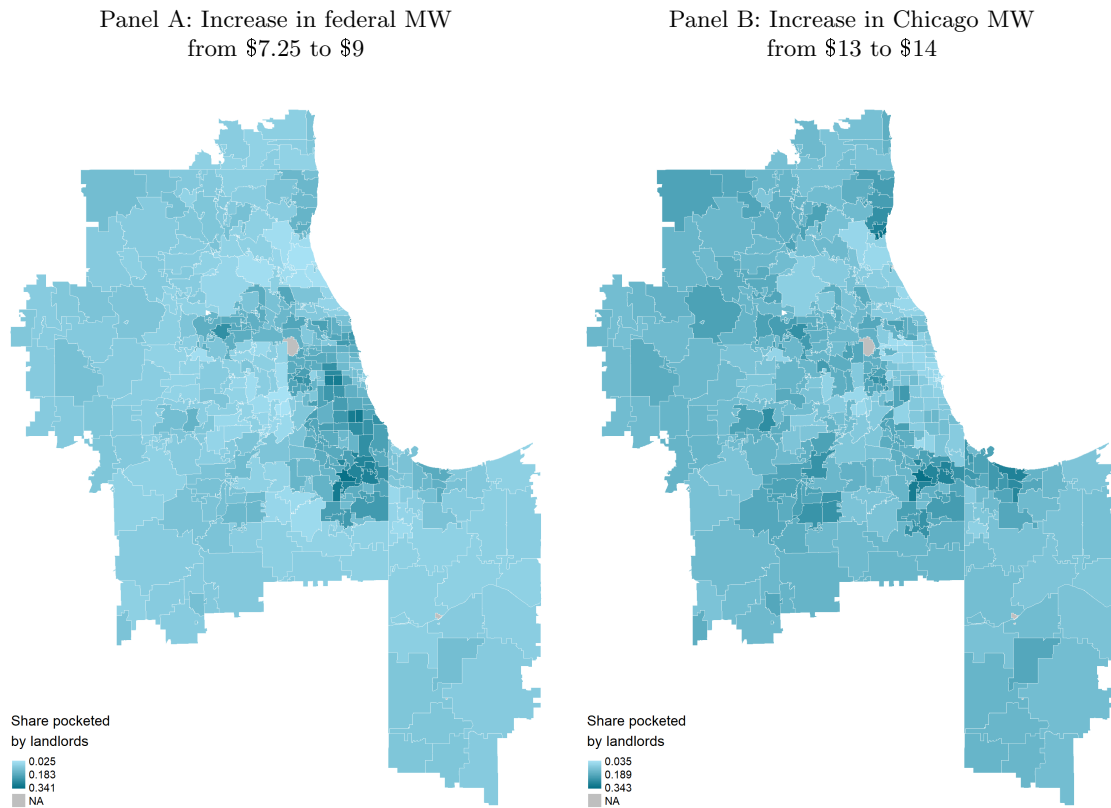 Panel A: Increase in federal MW
from $7.25 to $9
Panel B: Increase in Chicago MW
from $13 to $14
Share pocketed
by landlords
0.025
0.183
0.341
NA
Share pocketed
by landlords
0.035
0.189
0.343
NA